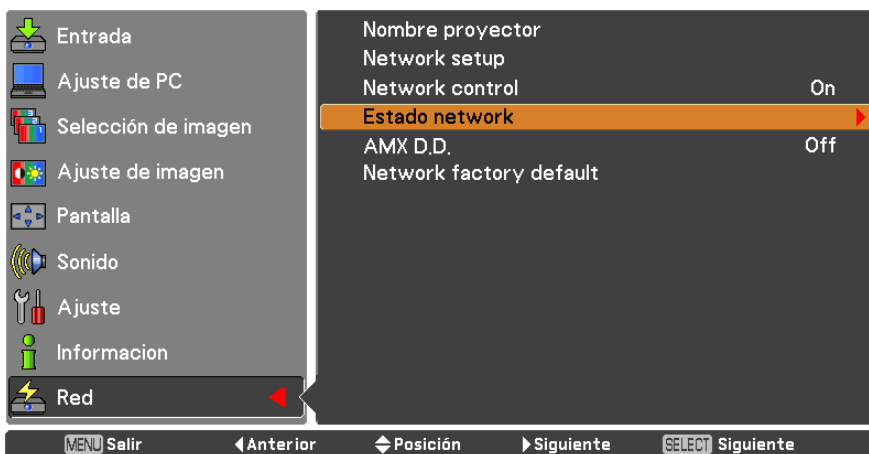 Entrada
Ajuste de PC
Selección de imagen
Ajuste de imagen
Pantalla
Sonido
Ajuste
Informacion
Red
Nombre proyector
Network setup
Network control On
Estado network
AMX D.D. Off
Network factory default
MENU Salir Anterior Posición Siguiente SELECT Siguiente